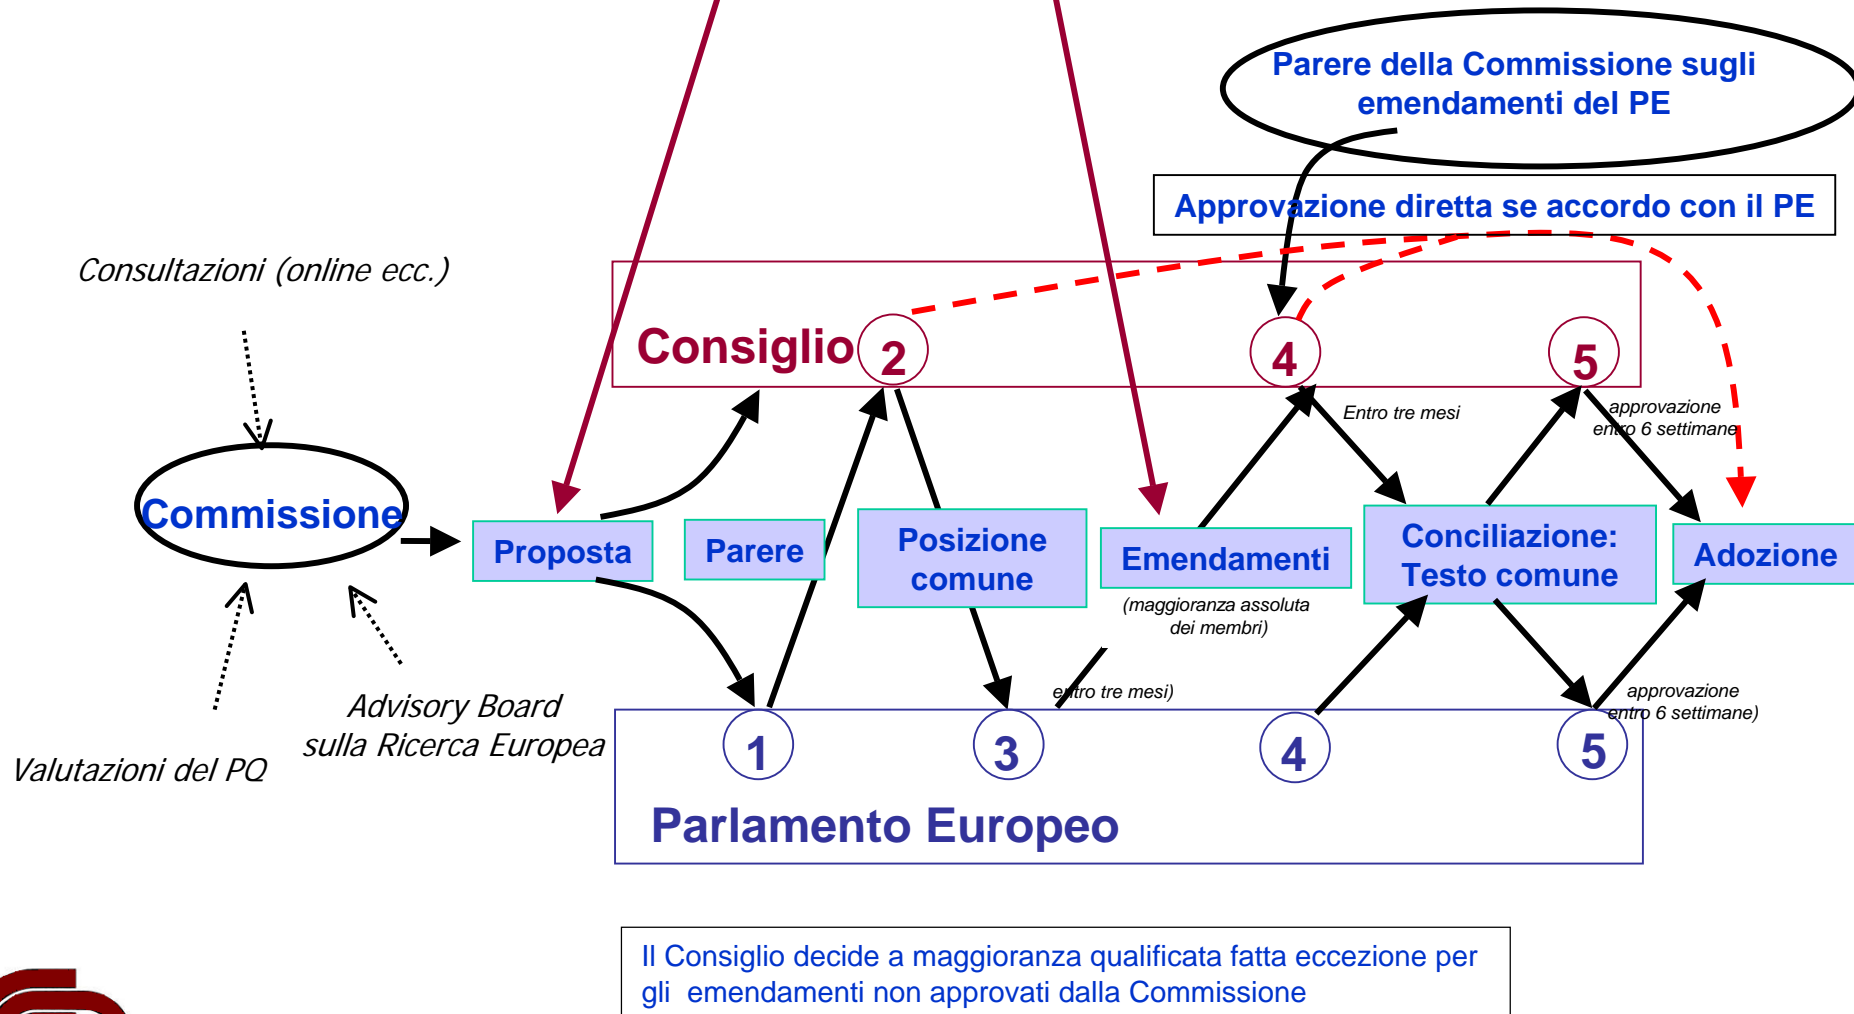 Parere della Commissione sugli
emendamenti del PE
Approvazione diretta se accordo con il PE
Consultazioni (online ecc.)
Consiglio
2
4
5
Entro tre mesi
approvazione
entro 6 settimane
Commissione
Proposta
Parere
Posizione
comune
Emendamenti
(maggioranza assoluta
dei membri)
Conciliazione:
Testo comune
Adozione
entro tre mesi)
approvazione
entro 6 settimane)
Advisory Board
sulla Ricerca Europea
Valutazioni del PQ
1
3
4
5
Parlamento Europeo
Il Consiglio decide a maggioranza qualificata fatta eccezione per
gli emendamenti non approvati dalla Commissione